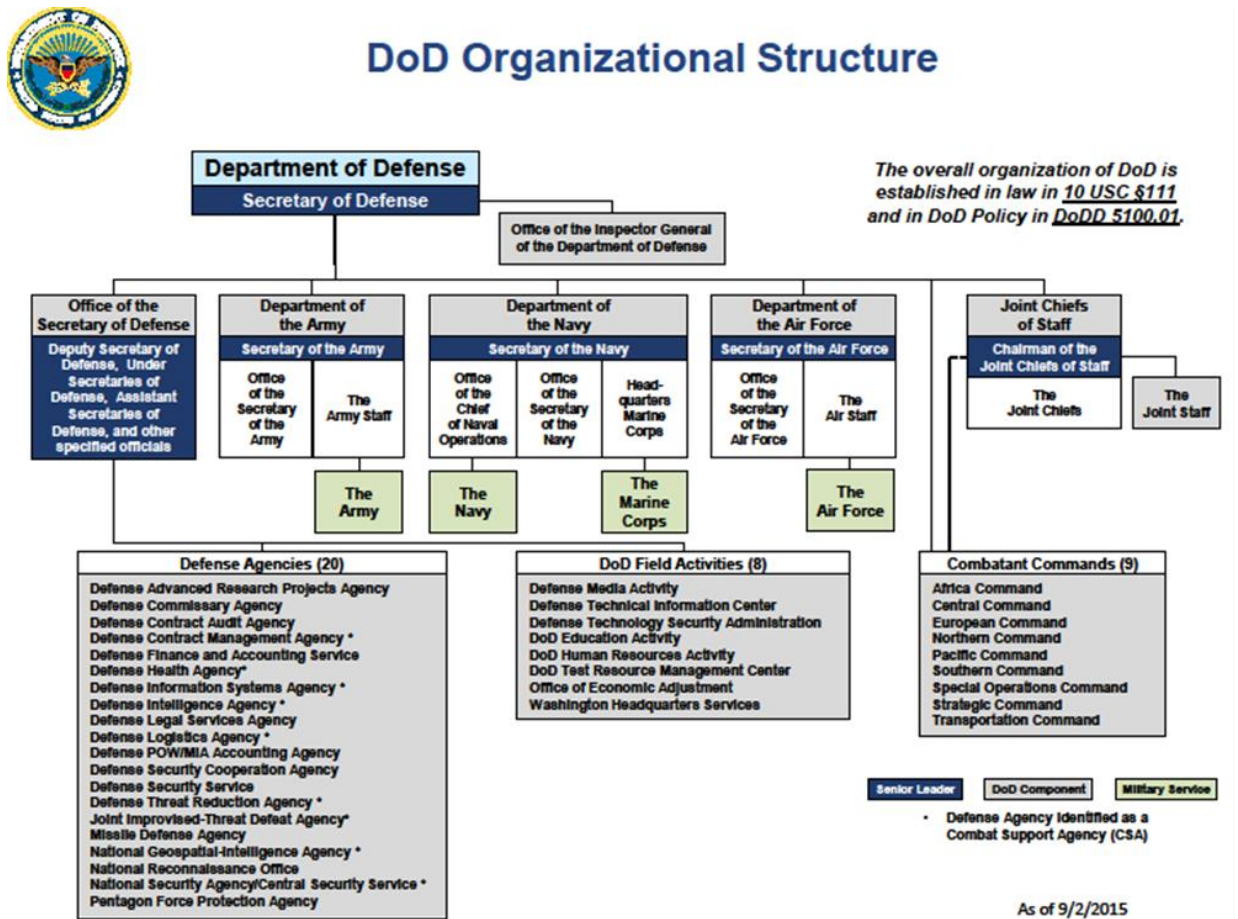 DoD Organizational Structure
Department of Defense
Secretary of Defense
The overall organization of DoD is
established in law in 10 USC §111
and in DoD Policy in DoDD 5100.01.
Office of the Inspector General
of the Department of Defense
Office of the
Secretary of Defense
Deputy Secretary of
Defense, Under
Secretaries of
Defense, Assistant
Secretaries of
Defense, and other
specified officials
Department of
the Army
Secretary of the Army
Office
of the
Secretary
of the
Army
The
Army Staff
The
Army
Department of
the Navy
Secretary of the Navy
Office
of the
Chief
of Naval
Operations
Office
of the
Secretary
of the
Navy
Head-
quarters
Marine
Corps
The
Navy
The
Marine
Corps
Department of
the Air Force
Secretary of the Air Force
Office
of the
Secretary
of the
Air Force
The
Air Staff
The
Air Force
Joint Chiefs
of Staff
Chairman of the
Joint Chiefs of Staff
The
Joint Chiefs
The
Joint Staff
Defense Agencies (20)
Defense Advanced Research Projects Agency
Defense Commissary Agency
Defense Contract Audit Agency
Defense Contract Management Agency *
Defense Finance and Accounting Service
Defense Health Agency*
Defense Information Systems Agency *
Defense Intelligence Agency *
Defense Legal Services Agency
Defense Logistics Agency *
Defense POW/MIA Accounting Agency
Defense Security Cooperation Agency
Defense Security Service
Defense Threat Reduction Agency *
Joint Improvised-Threat Defeat Agency*
Missile Defense Agency
National Geospatial-Intelligence Agency *
National Reconnaissance Office
National Security Agency/Central Security Service *
Pentagon Force Protection Agency
DoD Field Activities (8)
Defense Media Activity
Defense Technical Information Center
Defense Technology Security Administration
DoD Education Activity
DoD Human Resources Activity
DoD Test Resource Management Center
Office of Economic Adjustment
Washington Headquarters Services
Combatant Commands (9)
Africa Command
Central Command
European Command
Northern Command
Pacific Command
Southern Command
Special Operations Command
Strategic Command
Transportation Command
Senior Leader
DoD Component
Military Service
• Defense Agency Identified as a
Combat Support Agency (CSA)
As of 9/2/2015